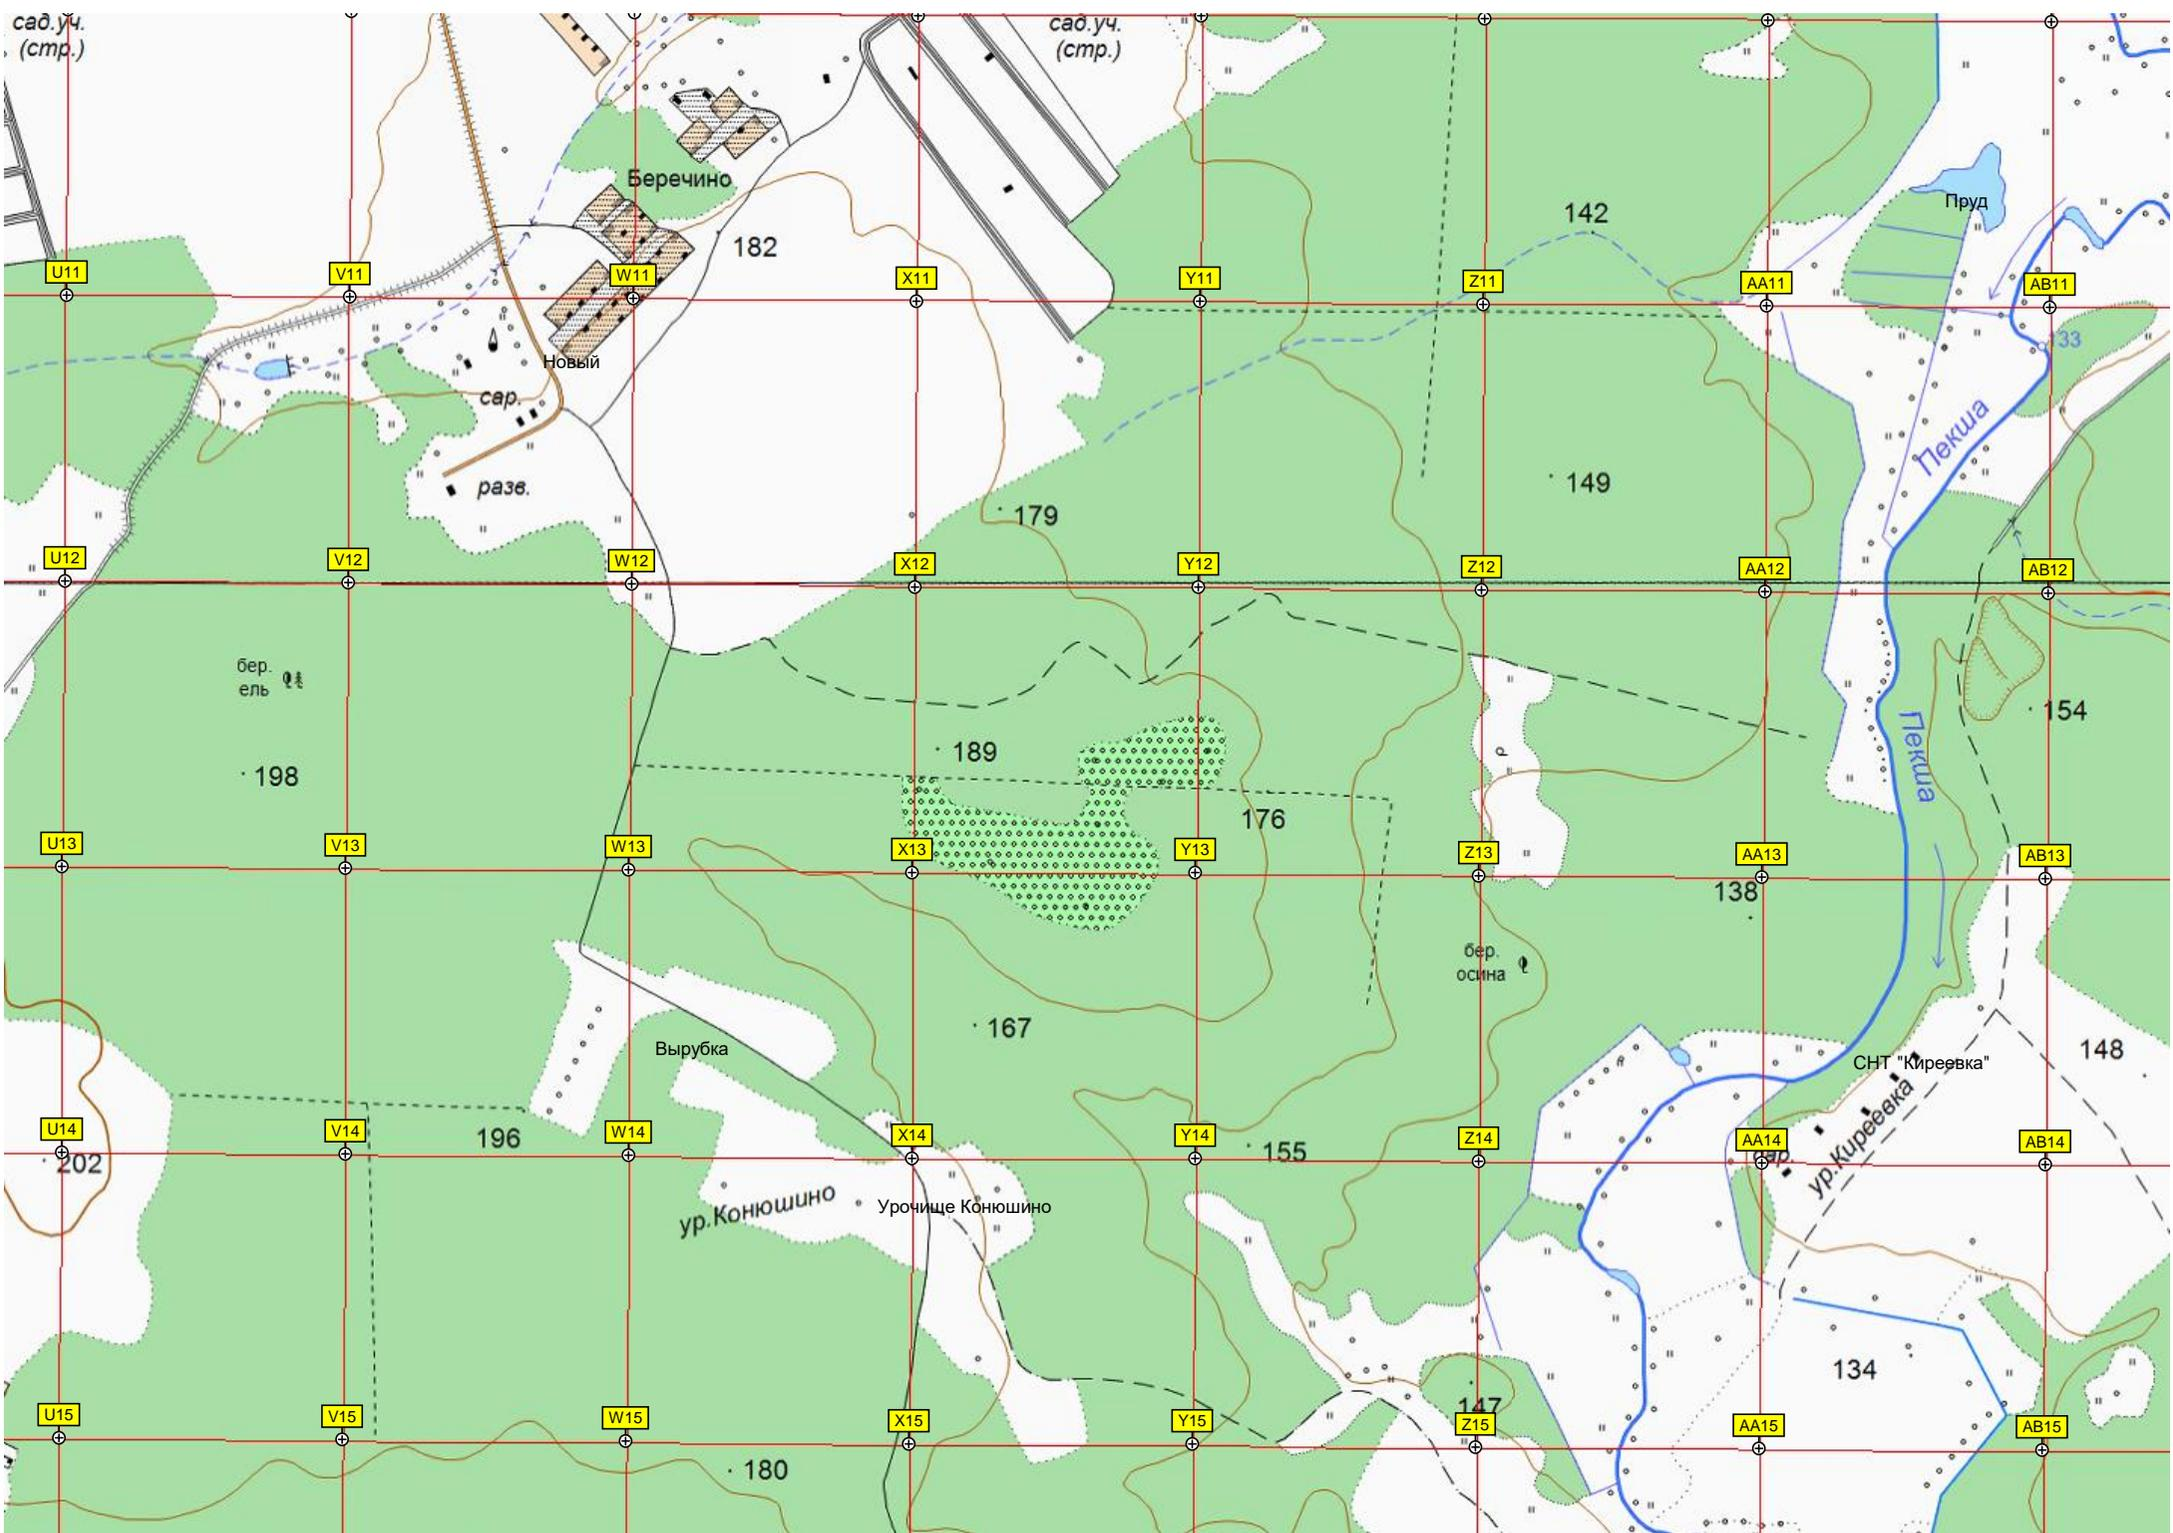 сад.уч.
(стр.)
сад.уч.
(стр.)
Беречино
182
142
Пруд
U11
V11
W11
X11
Y11
Z11
AA11
AB11
133
Новый
сар.
Пекша
разв.
149
179
U12
V12
W12
X12
Y12
Z12
AA12
AB12
бер.
ель
198
189
154
Пекша
176
U13
V13
W13
X13
Y13
Z13
AA13
AB13
138
бер.
осина
167
Вырубка
148
СНТ "Киреевка"
ур.Киреевка
U14
V14
W14
X14
Y14
Z14
AA14
AB14
202
196
155
сар.
ур.Конюшино
Урочище Конюшино
134
147
U15
V15
W15
X15
Y15
Z15
AA15
AB15
180